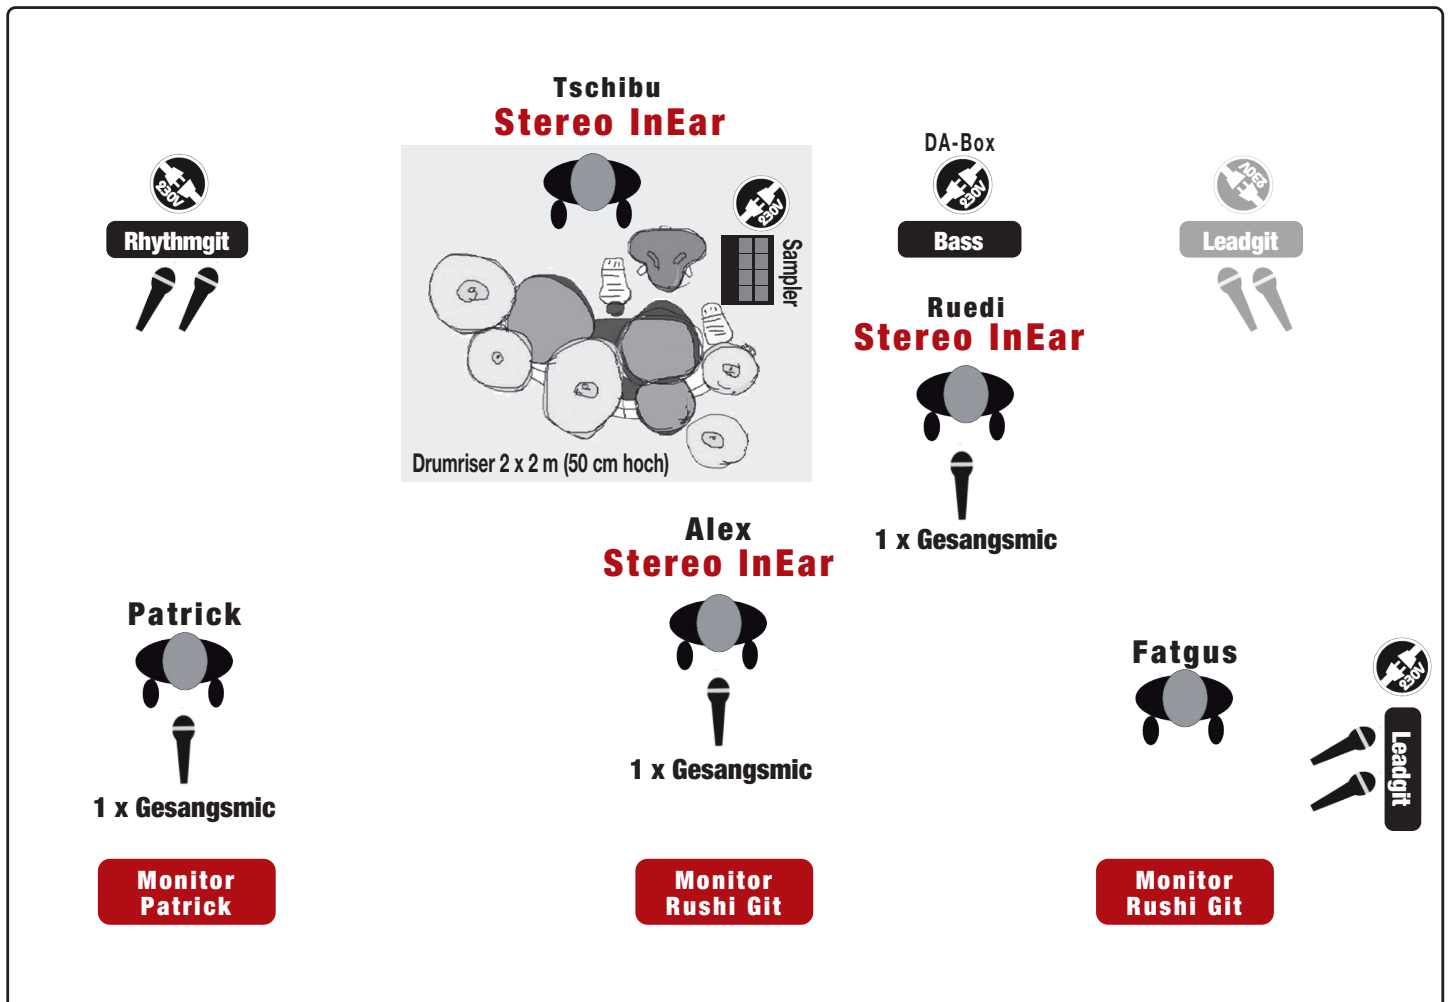 Tschibu
Stereo InEar
DA-Box
230V
230V
230V
230V
Rhythmgit
Bass
Leadgit
Sampler
Ruedi
Stereo InEar
Drumriser 2 x 2 m (50 cm hoch)
Alex
Stereo InEar
1 x Gesangsmic
Patrick
Fatgus
230V
Leadgit
1 x Gesangsmic
1 x Gesangsmic
Monitor
Patrick
Monitor
Rushi Git
Monitor
Rushi Git